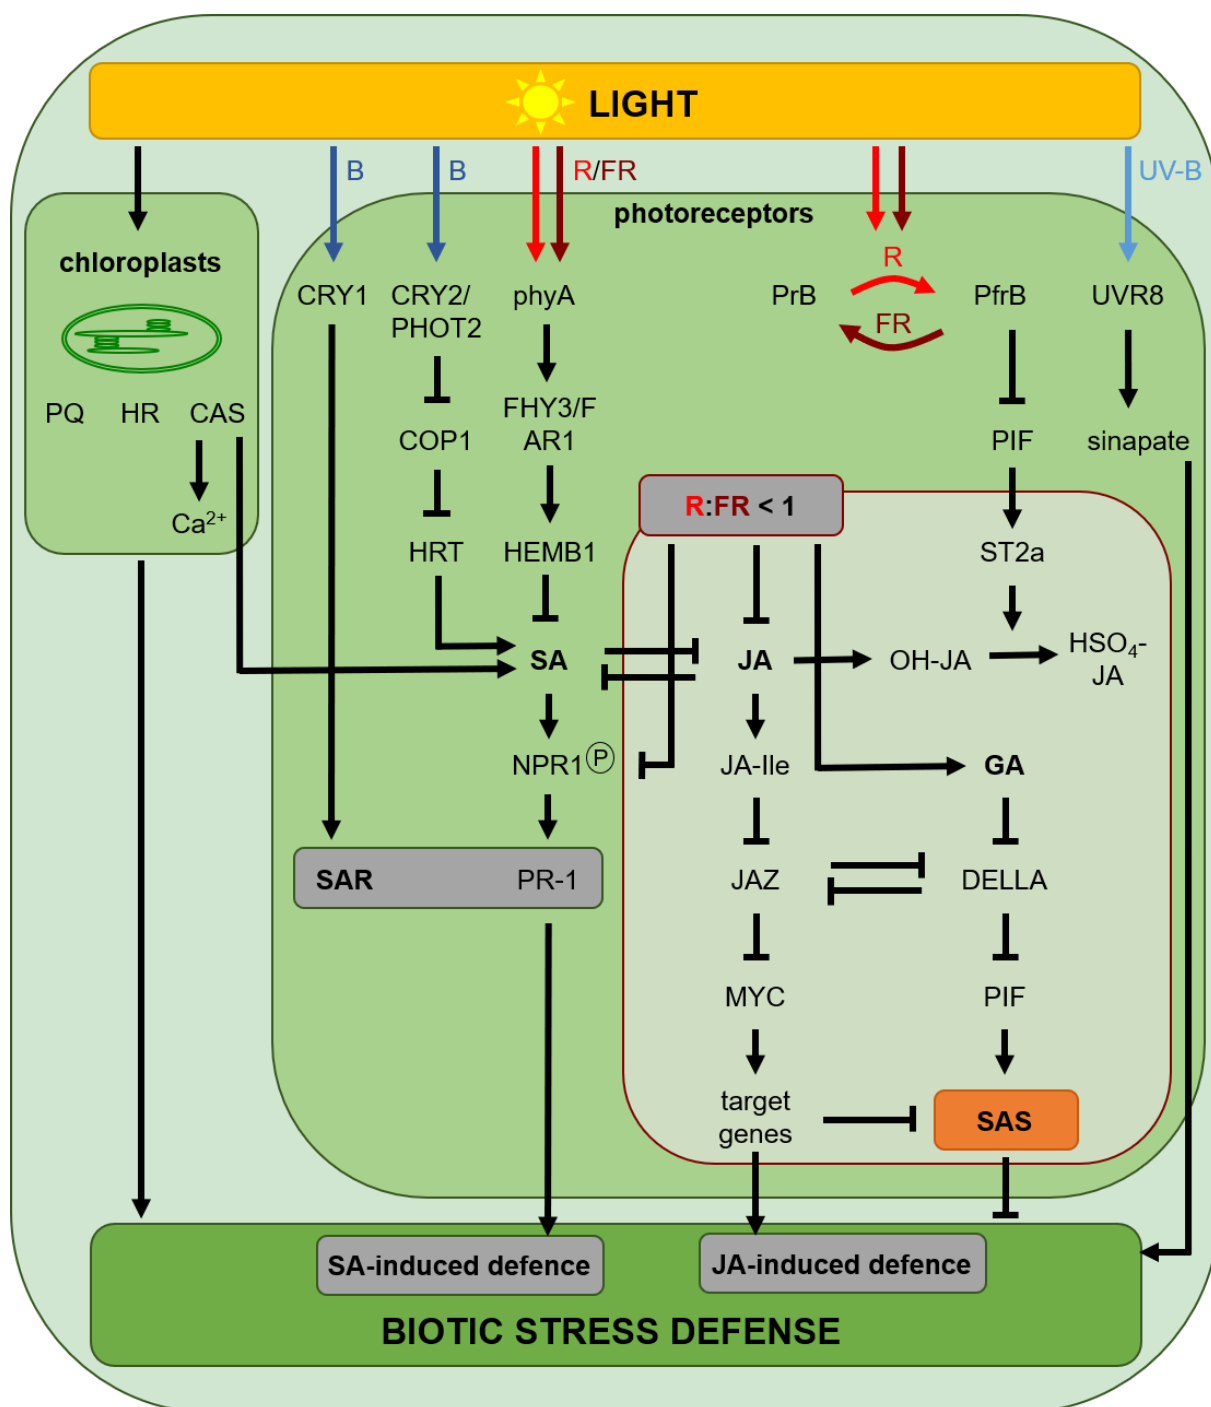 LIGHT
B
B
R/FR
UV-B
photoreceptors
chloroplasts
R
CRY1
CRY2/
PHOT2
phyA
PrB
PfrB
UVR8
FR
PQ
HR
CAS
FHY3/F
AR1
COP1
PIF
sinapate
R:FR < 1
Ca²⁺
HRT
HEMB1
ST2a
SA
JA
OH-JA
HSO₄-
JA
NPR1
P
JA-Ile
GA
SAR
PR-1
JAZ
DELLA
MYC
PIF
target
genes
SAS
SA-induced defence
JA-induced defence
BIOTIC STRESS DEFENSE